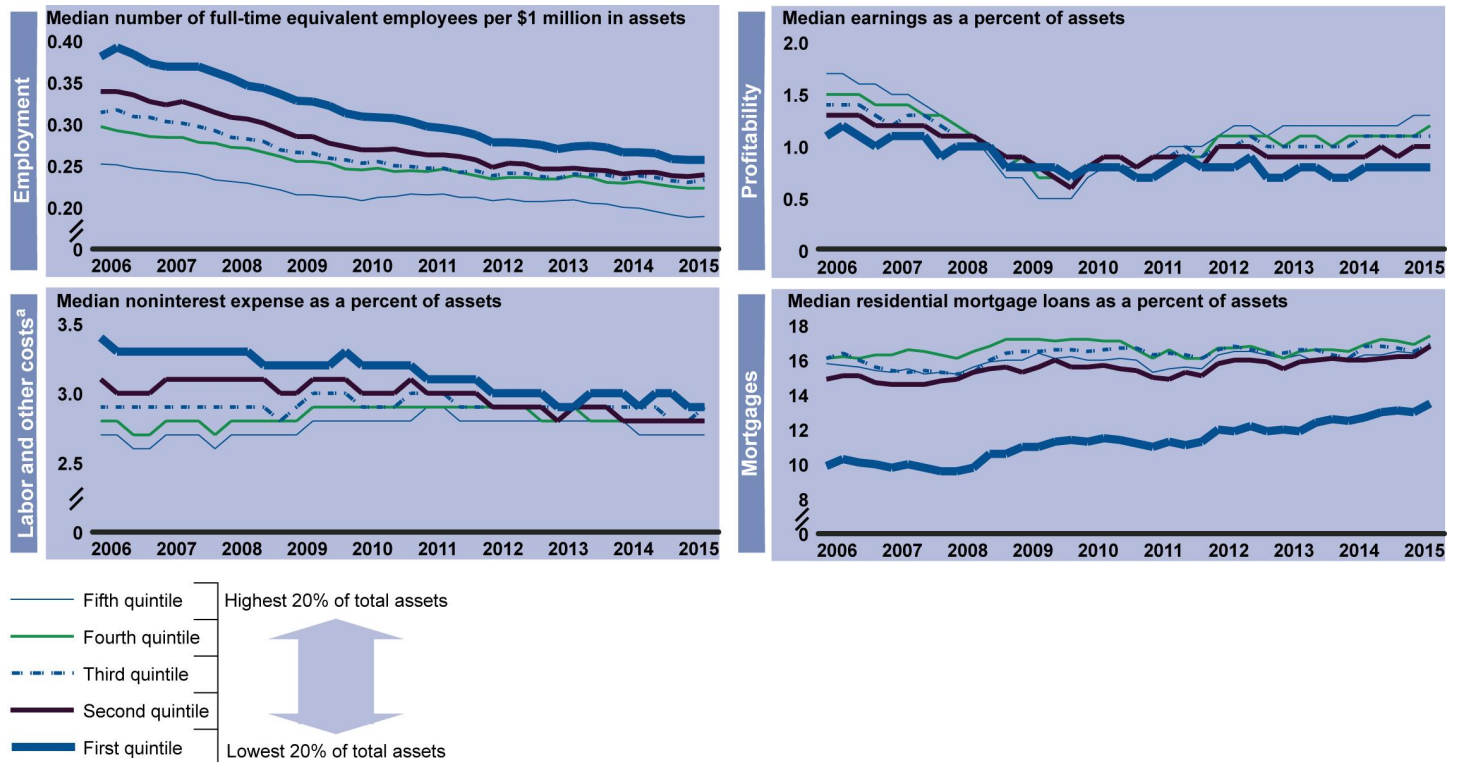 Employment
Median number of full-time equivalent employees per $1 million in assets
0.40
0.35
0.30
0.25
0.20
0
2006 2007 2008 2009 2010 2011 2012 2013 2014 2015
Profitability
Median earnings as a percent of assets
2.0
1.5
1.0
0.5
0
2006 2007 2008 2009 2010 2011 2012 2013 2014 2015
Labor and other costsa
Median noninterest expense as a percent of assets
3.5
3.0
2.5
0
2006 2007 2008 2009 2010 2011 2012 2013 2014 2015
Mortgages
Median residential mortgage loans as a percent of assets
18
16
14
12
10
8
0
2006 2007 2008 2009 2010 2011 2012 2013 2014 2015
Fifth quintile Highest 20% of total assets
Fourth quintile
Third quintile
Second quintile
First quintile Lowest 20% of total assets